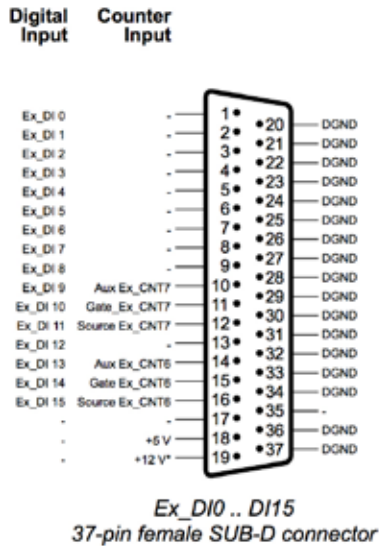 Digital Input Counter Input
Ex_DI 0 - 1 20 DGND
Ex_DI 1 - 2 21 DGND
Ex_DI 2 - 3 22 DGND
Ex_DI 3 - 4 23 DGND
Ex_DI 4 - 5 24 DGND
Ex_DI 5 - 6 25 DGND
Ex_DI 6 - 7 26 DGND
Ex_DI 7 - 8 27 DGND
Ex_DI 8 - 9 28 DGND
Ex_DI 9 Aux Ex_CNT7 10 29 DGND
Ex_DI 10 Gate_Ex_CNT7 11 30 DGND
Ex_DI 11 Source Ex_CNT7 12 31 DGND
Ex_DI 12 - 13 32 DGND
Ex_DI 13 Aux Ex_CNT6 14 33 DGND
Ex_DI 14 Gate Ex_CNT6 15 34 DGND
Ex_DI 15 Source Ex_CNT6 16 35 -
- - 17 36 DGND
- +5 V 18 37 DGND
- +12 V* 19
Ex_DI0 .. DI15
37-pin female SUB-D connector